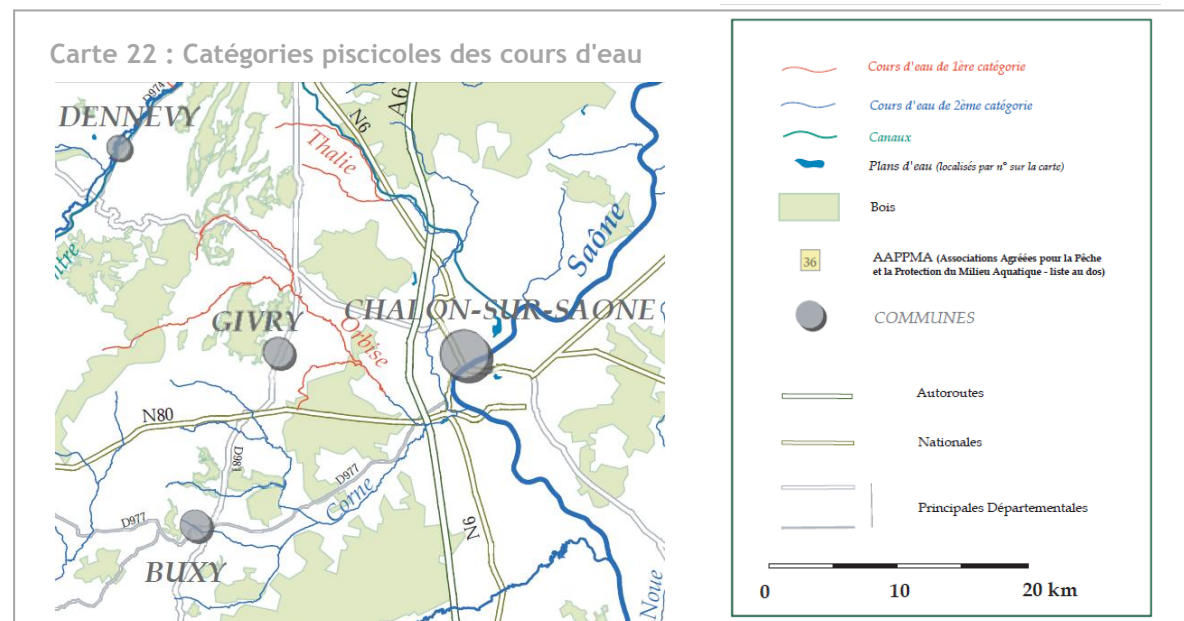 Carte 22 : Catégories piscicoles des cours d'eau
D974
DENNEVY
N6
A6
Thalie
Saône
ntre
CHALON-SUR-SAONE
GIVRY
Orbise
N80
D981
D977
Corne
D977
N6
BUXY
Noue
Cours d'eau de 1ère catégorie
Cours d'eau de 2ème catégorie
Canaux
Plans d'eau (localisés par n° sur la carte)
Bois
36
AAPPMA (Associations Agréées pour la Pêche
et la Protection du Milieu Aquatique - liste au dos)
COMMUNES
Autoroutes
Nationales
Principales Départementales
0 10 20 km